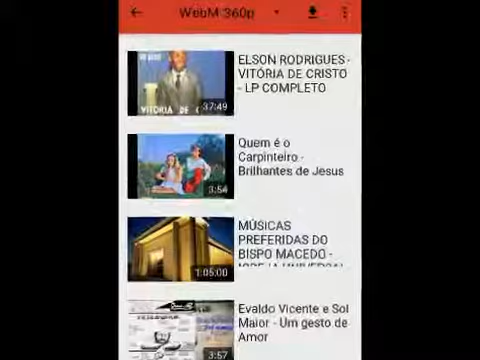 WebM 360p
ELSON RODRIGUES -
VITÓRIA DE CRISTO
- LP COMPLETO
VITÓRIA DE
37:49
Quem é o
Carpinteiro -
Brilhantes de Jesus
3:54
MÚSICAS
PREFERIDAS DO
BISPO MACEDO -
1:05:00
Evaldo Vicente e Sol
Maior - Um gesto de
Amor
3:57